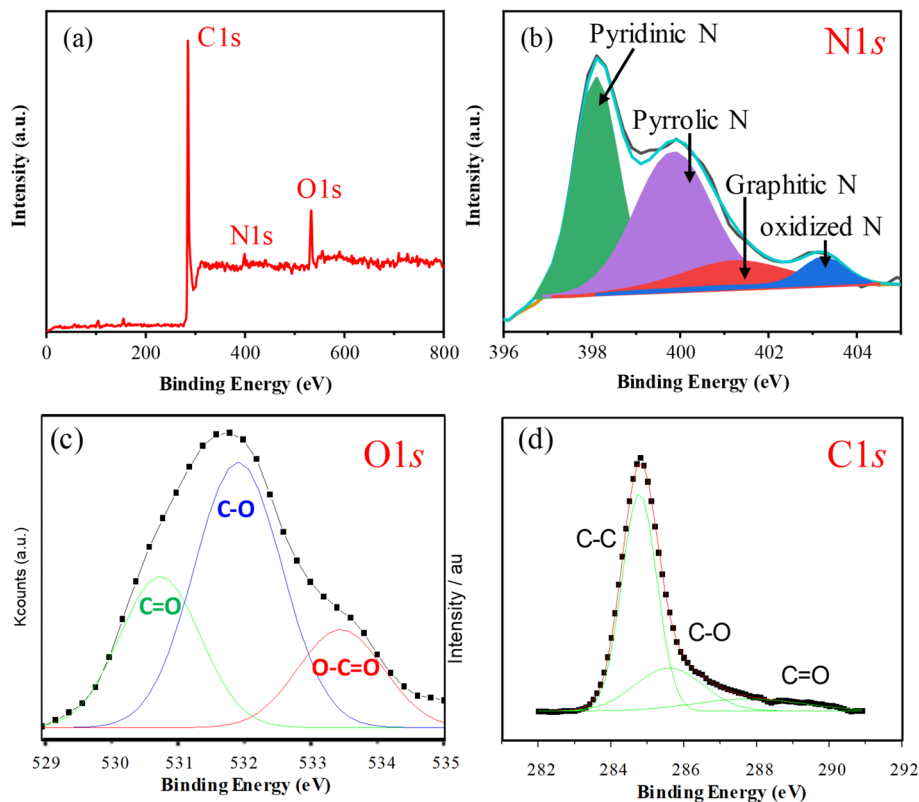 (a)
C1s
N1s
O1s
Intensity (a.u.)
0 200 400 600 800
Binding Energy (eV)
(b)
N1s
Pyridinic N
Pyrrolic N
Graphitic N
oxidized N
Intensity (a.u.)
396 398 400 402 404
Binding Energy (eV)
(c)
O1s
C-O
C=O
O-C=O
Kcounts (a.u.)
529 530 531 532 533 534 535
Binding Energy (eV)
(d)
C1s
C-C
C-O
C=O
Intensity / au
282 284 286 288 290 292
Binding Energy (eV)